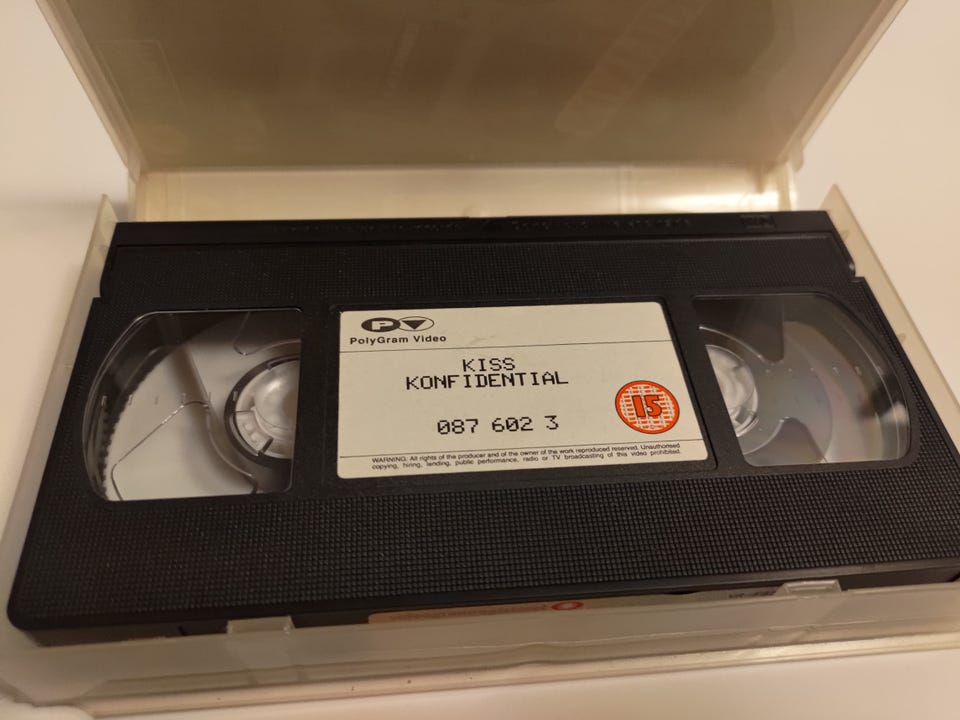 PV
PolyGram Video
KISS
KONFIDENTIAL
15
087 602 3
WARNING: All rights of the producer and of the owner of the work reproduced reserved. Unauthorised
copying, hiring, lending, public performance, radio or TV broadcasting of this video prohibited.